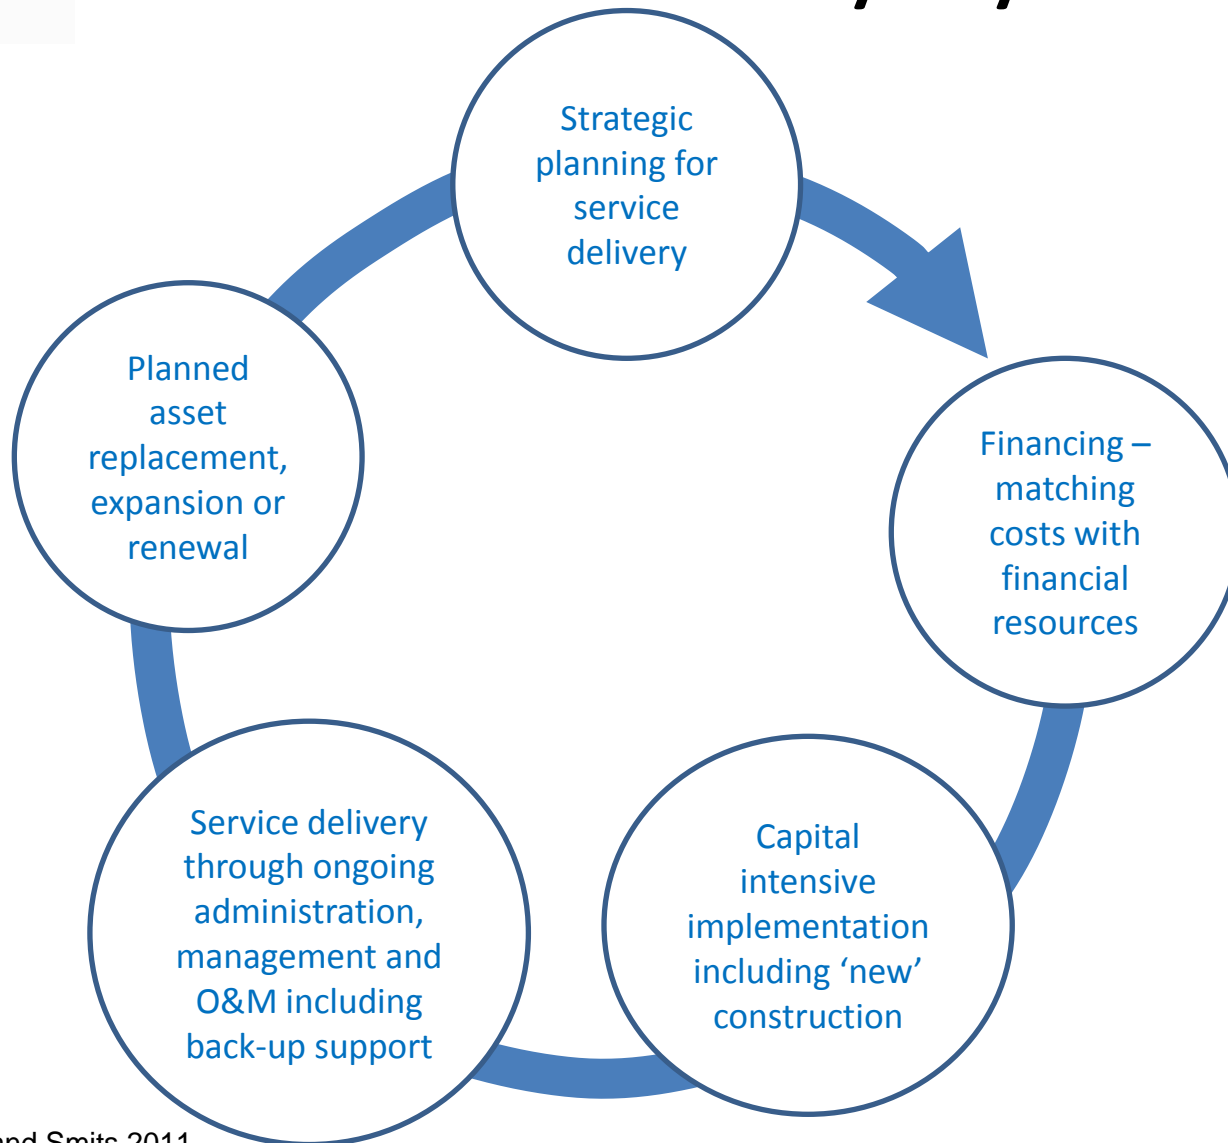 Strategic
planning for
service
delivery
Financing –
matching
costs with
financial
resources
Capital
intensive
implementation
including ‘new’
construction
Service delivery
through ongoing
administration,
management and
O&M including
back-up support
Planned
asset
replacement,
expansion or
renewal
and Smits 2011